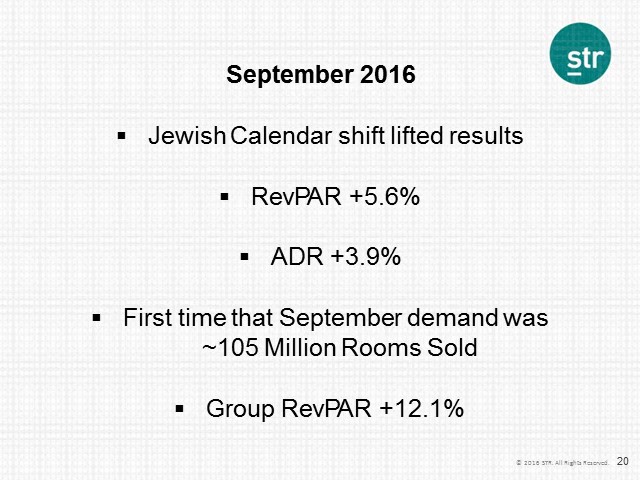 str
September 2016
▪ Jewish Calendar shift lifted results
▪ RevPAR +5.6%
▪ ADR +3.9%
▪ First time that September demand was
~105 Million Rooms Sold
▪ Group RevPAR +12.1%
© 2016 STR. All Rights Reserved. 20